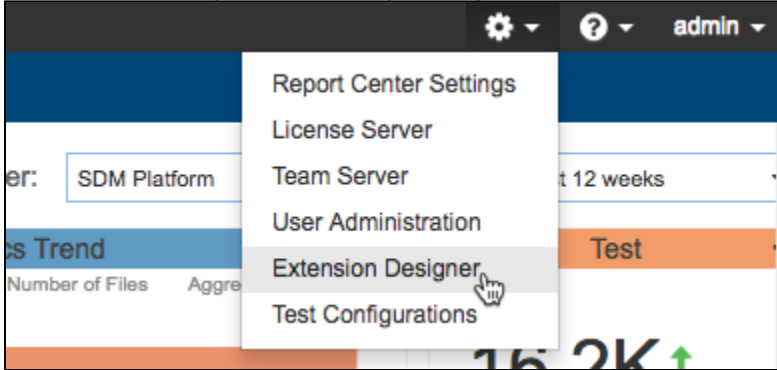 admin
Report Center Settings
License Server
er: SDM Platform Team Server t 12 weeks
User Administration
cs Trend Test
Extension Designer
Number of Files Aggre
Test Configurations
16.2K